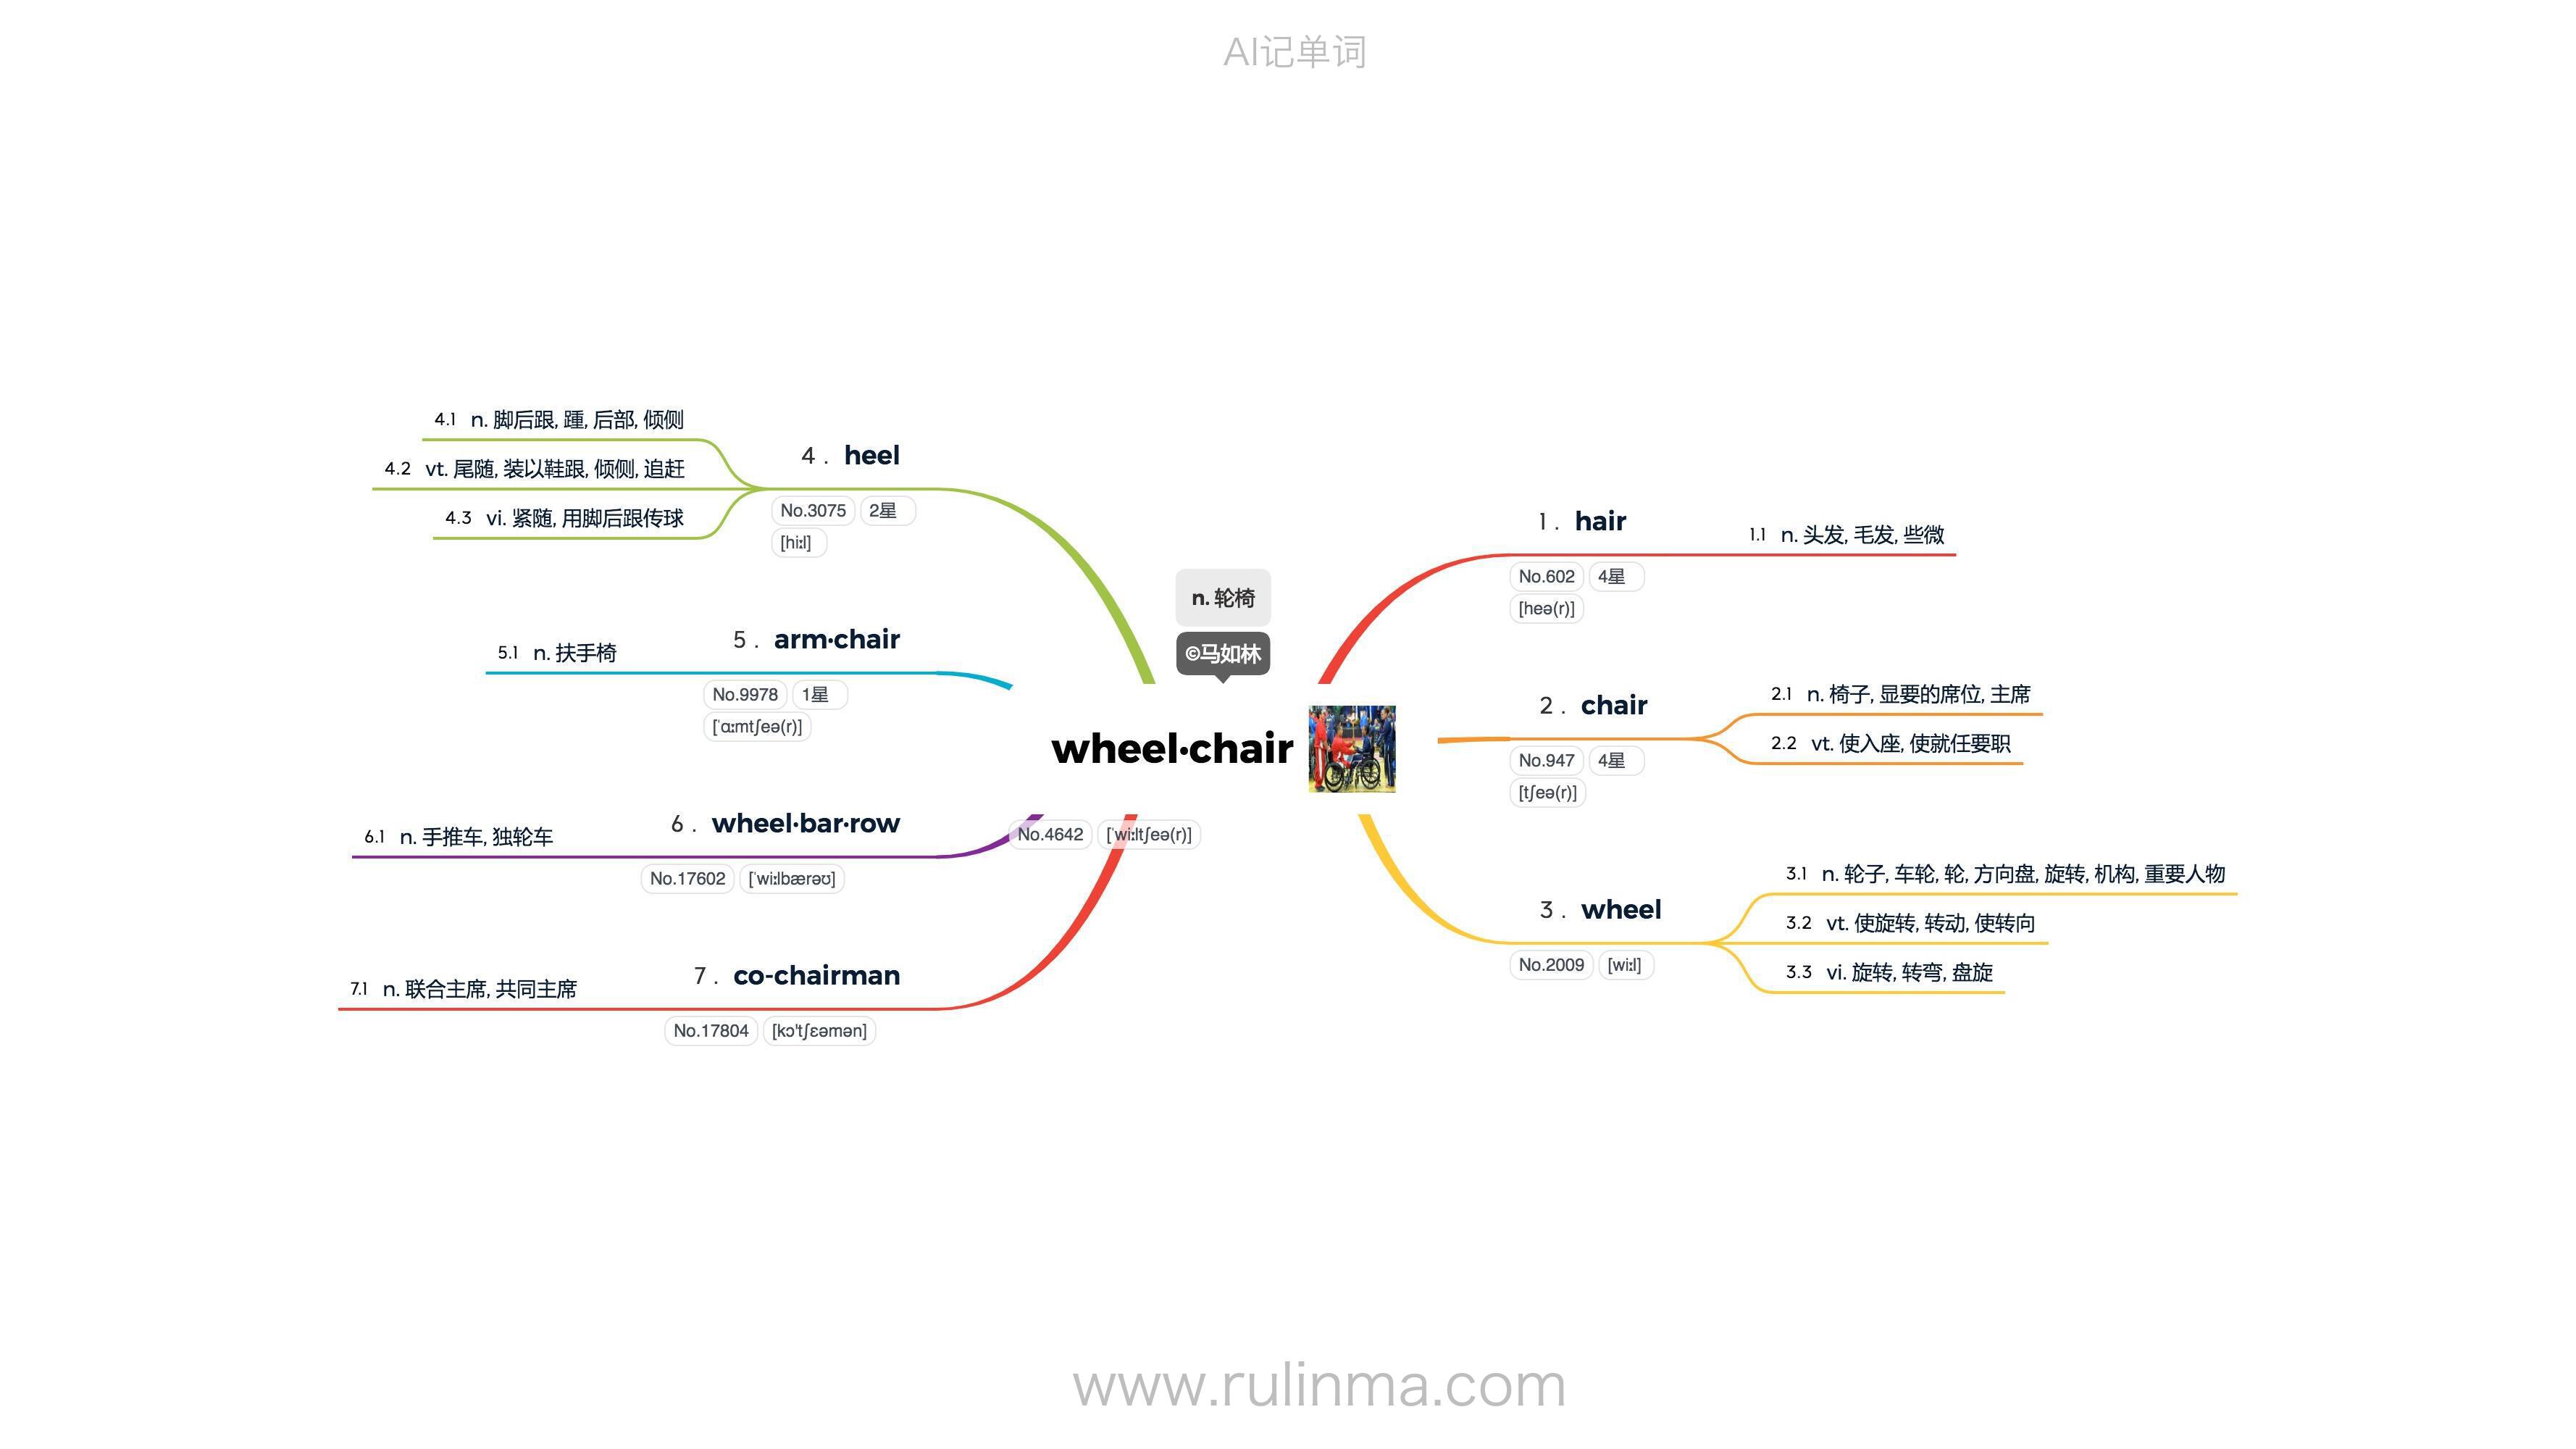 AI记单词
n. 轮椅
©马如林
wheel·chair
No.4642 ['wiːltʃeə(r)]
1. hair
No.602 4星
[heə(r)]
1.1 n. 头发, 毛发, 些微
2. chair
No.947 4星
[tʃeə(r)]
2.1 n. 椅子, 显要的席位, 主席
2.2 vt. 使入座, 使就任要职
3. wheel
No.2009 [wiːl]
3.1 n. 轮子, 车轮, 轮, 方向盘, 旋转, 机构, 重要人物
3.2 vt. 使旋转, 转动, 使转向
3.3 vi. 旋转, 转弯, 盘旋
4. heel
No.3075 2星
[hiːl]
4.1 n. 脚后跟, 踵, 后部, 倾侧
4.2 vt. 尾随, 装以鞋跟, 倾侧, 追赶
4.3 vi. 紧随, 用脚后跟传球
5. arm·chair
No.9978 1星
['ɑːmtʃeə(r)]
5.1 n. 扶手椅
6. wheel·bar·row
No.17602 ['wiːlbærəʊ]
6.1 n. 手推车, 独轮车
7. co-chairman
No.17804 [kɔ'tʃɛəmən]
7.1 n. 联合主席, 共同主席
www.rulinma.com